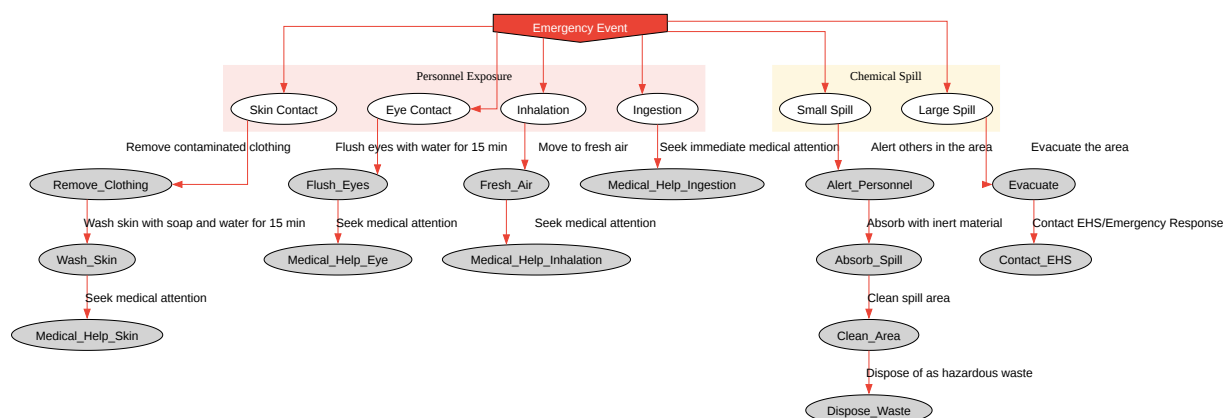 Emergency Event
Personnel Exposure
Chemical Spill
Skin Contact
Eye Contact
Inhalation
Ingestion
Small Spill
Large Spill
Remove contaminated clothing
Flush eyes with water for 15 min
Move to fresh air
Seek immediate medical attention
Alert others in the area
Evacuate the area
Remove_Clothing
Flush_Eyes
Fresh_Air
Medical_Help_Ingestion
Alert_Personnel
Evacuate
Wash skin with soap and water for 15 min
Seek medical attention
Seek medical attention
Absorb with inert material
Contact EHS/Emergency Response
Wash_Skin
Medical_Help_Eye
Medical_Help_Inhalation
Absorb_Spill
Contact_EHS
Seek medical attention
Clean spill area
Medical_Help_Skin
Clean_Area
Dispose of as hazardous waste
Dispose_Waste